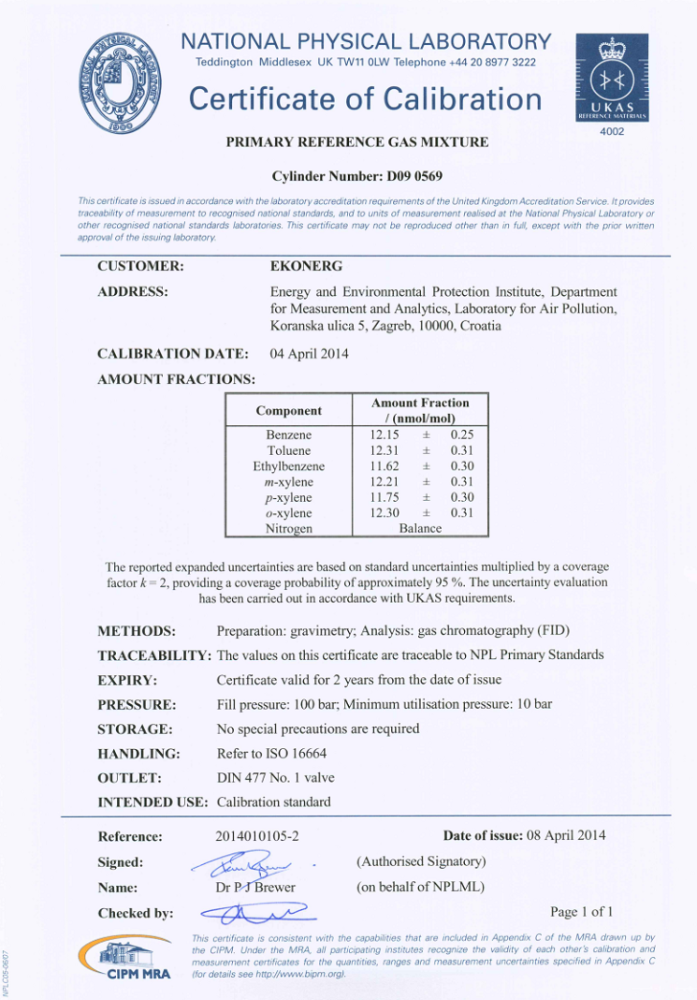 NATIONAL PHYSICAL LABORATORY
Teddington Middlesex UK TW11 0LW Telephone +44 20 8977 3222
Certificate of Calibration
NATIONAL PHYSICAL LABORATORY
1900
UKAS
REFERENCE MATERIALS
4002
PRIMARY REFERENCE GAS MIXTURE
Cylinder Number: D09 0569
This certificate is issued in accordance with the laboratory accreditation requirements of the United Kingdom Accreditation Service. It provides
traceability of measurement to recognised national standards, and to units of measurement realised at the National Physical Laboratory or
other recognised national standards laboratories. This certificate may not be reproduced other than in full, except with the prior written
approval of the issuing laboratory.
CUSTOMER: EKONERG
ADDRESS: Energy and Environmental Protection Institute, Department
for Measurement and Analytics, Laboratory for Air Pollution,
Koranska ulica 5, Zagreb, 10000, Croatia
CALIBRATION DATE: 04 April 2014
AMOUNT FRACTIONS:
Component Amount Fraction
/ (nmol/mol)
Benzene 12.15 ± 0.25
Toluene 12.31 ± 0.31
Ethylbenzene 11.62 ± 0.30
m-xylene 12.21 ± 0.31
p-xylene 11.75 ± 0.30
o-xylene 12.30 ± 0.31
Nitrogen Balance
The reported expanded uncertainties are based on standard uncertainties multiplied by a coverage
factor k = 2, providing a coverage probability of approximately 95 %. The uncertainty evaluation
has been carried out in accordance with UKAS requirements.
METHODS: Preparation: gravimetry; Analysis: gas chromatography (FID)
TRACEABILITY: The values on this certificate are traceable to NPL Primary Standards
EXPIRY: Certificate valid for 2 years from the date of issue
PRESSURE: Fill pressure: 100 bar; Minimum utilisation pressure: 10 bar
STORAGE: No special precautions are required
HANDLING: Refer to ISO 16664
OUTLET: DIN 477 No. 1 valve
INTENDED USE: Calibration standard
Reference: 2014010105-2 Date of issue: 08 April 2014
Signed: (Authorised Signatory)
Name: Dr P J Brewer (on behalf of NPLML)
Checked by: Page 1 of 1
This certificate is consistent with the capabilities that are included in Appendix C of the MRA drawn up by
the CIPM. Under the MRA, all participating institutes recognize the validity of each other's calibration and
measurement certificates for the quantities, ranges and measurement uncertainties specified in Appendix C
(for details see http://www.bipm.org).
CIPM MRA
NPLC05-06/07